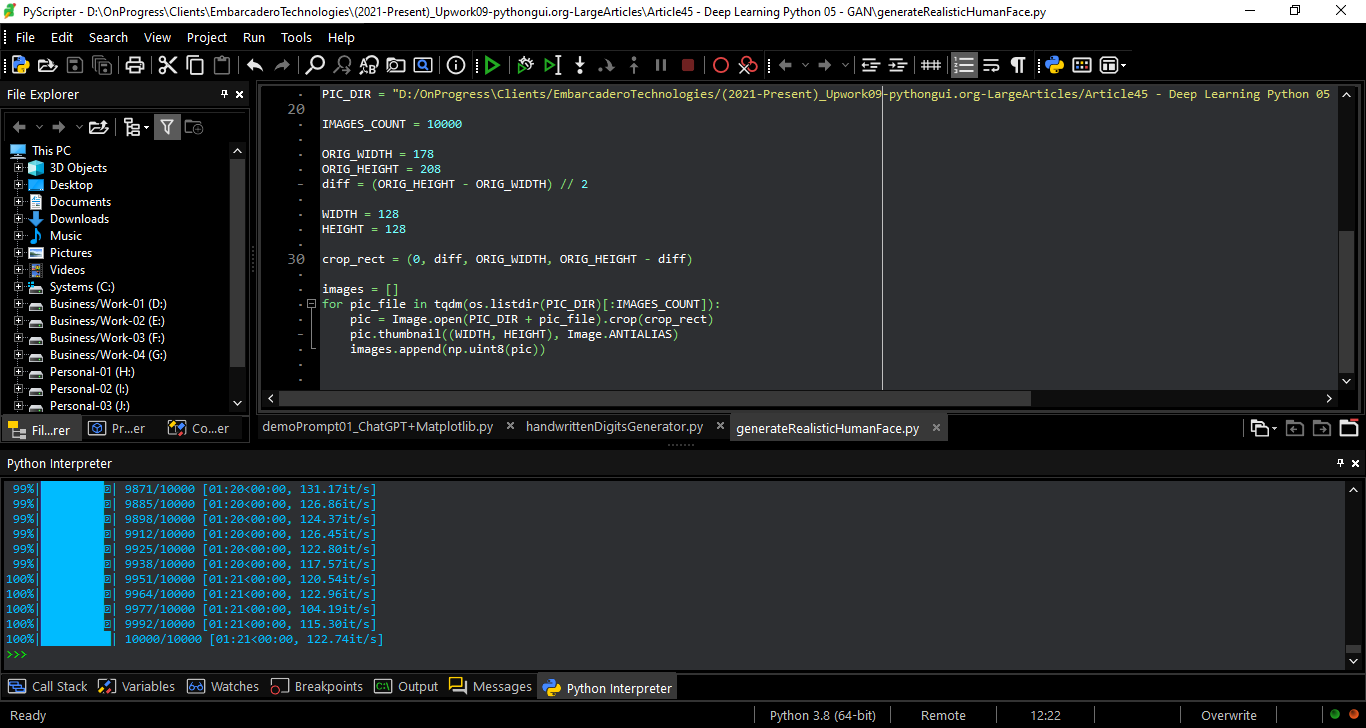 PyScripter - D:\OnProgress\Clients\EmbarcaderoTechnologies\(2021-Present)_Upwork09-pythongui.org-LargeArticles\Article45 - Deep Learning Python 05 - GAN\generateRealisticHumanFace.py
File Edit Search View Project Run Tools Help
File Explorer
This PC
3D Objects
Desktop
Documents
Downloads
Music
Pictures
Videos
Systems (C:)
Business/Work-01 (D:)
Business/Work-02 (E:)
Business/Work-03 (F:)
Business/Work-04 (G:)
Personal-01 (H:)
Personal-02 (I:)
Personal-03 (J:)
Fil...rer Pr...er Co...er
PIC_DIR = "D:/OnProgress\Clients/EmbarcaderoTechnologies/(2021-Present)_Upwork09-pythongui.org-LargeArticles/Article45 - Deep Learning Python 05
20
IMAGES_COUNT = 10000
ORIG_WIDTH = 178
ORIG_HEIGHT = 208
diff = (ORIG_HEIGHT - ORIG_WIDTH) // 2
WIDTH = 128
HEIGHT = 128
30 crop_rect = (0, diff, ORIG_WIDTH, ORIG_HEIGHT - diff)
images = []
for pic_file in tqdm(os.listdir(PIC_DIR)[:IMAGES_COUNT]):
    pic = Image.open(PIC_DIR + pic_file).crop(crop_rect)
    pic.thumbnail((WIDTH, HEIGHT), Image.ANTIALIAS)
    images.append(np.uint8(pic))
demoPrompt01_ChatGPT+Matplotlib.py handwrittenDigitsGenerator.py generateRealisticHumanFace.py
Python Interpreter
99%| | 9871/10000 [01:20<00:00, 131.17it/s]
99%| | 9885/10000 [01:20<00:00, 126.86it/s]
99%| | 9898/10000 [01:20<00:00, 124.37it/s]
99%| | 9912/10000 [01:20<00:00, 126.45it/s]
99%| | 9925/10000 [01:20<00:00, 122.80it/s]
99%| | 9938/10000 [01:20<00:00, 117.57it/s]
100%| | 9951/10000 [01:21<00:00, 120.54it/s]
100%| | 9964/10000 [01:21<00:00, 122.96it/s]
100%| | 9977/10000 [01:21<00:00, 104.19it/s]
100%| | 9992/10000 [01:21<00:00, 115.30it/s]
100%| | 10000/10000 [01:21<00:00, 122.74it/s]
>>>
Call Stack Variables Watches Breakpoints Output Messages Python Interpreter
Ready Python 3.8 (64-bit) Remote 12:22 Overwrite